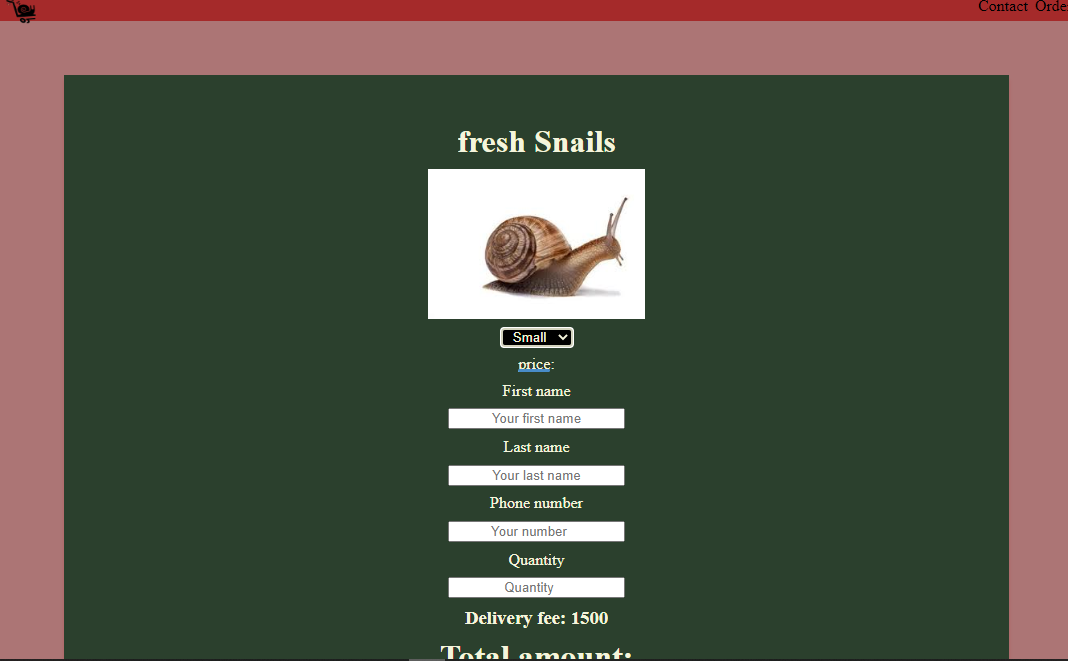 Contact Order
fresh Snails
Small
price:
First name
Your first name
Last name
Your last name
Phone number
Your number
Quantity
Quantity
Delivery fee: 1500
Total amount: